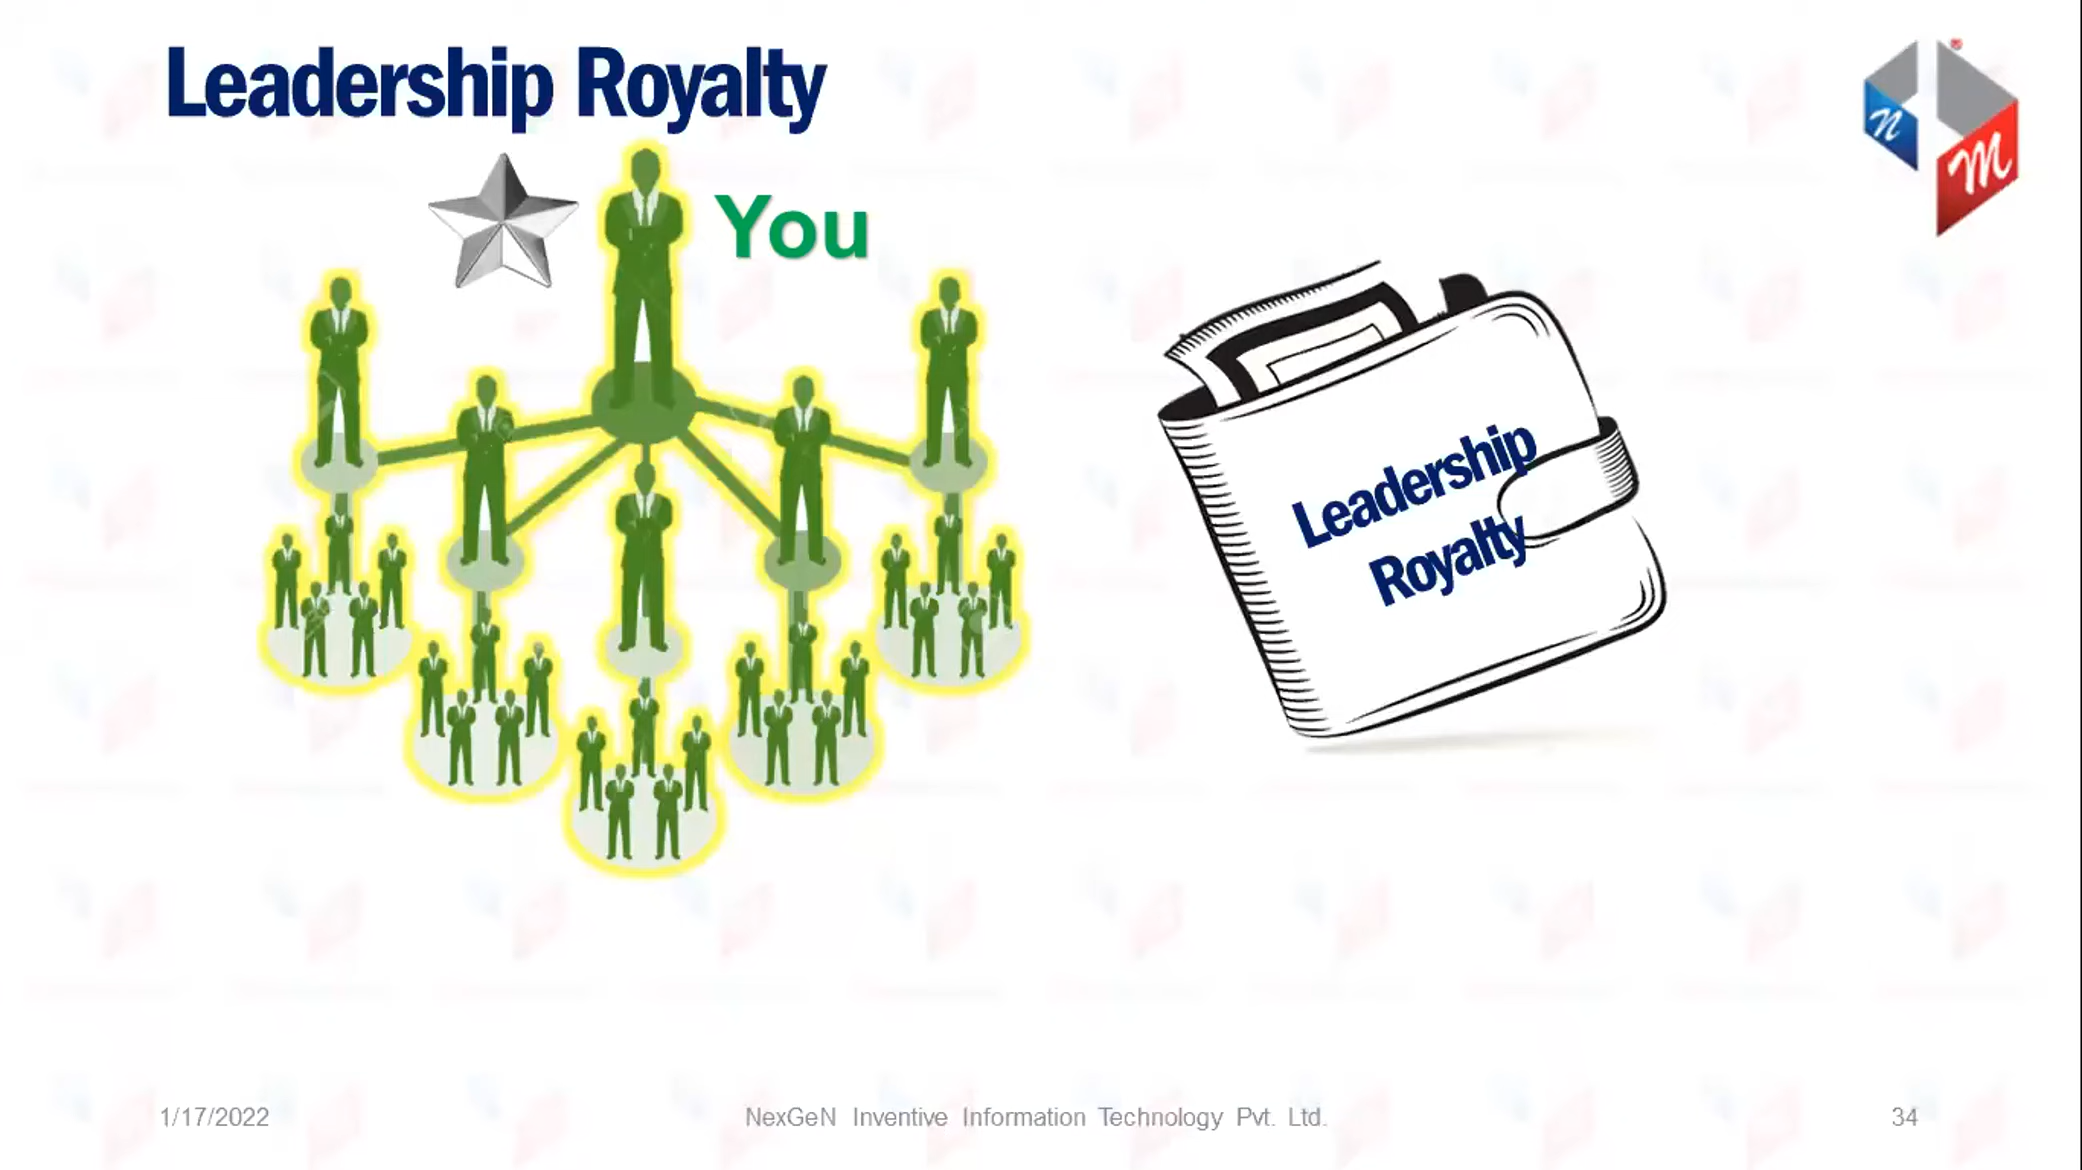 Leadership Royalty
You
n
m
Leadership
Royalty
1/17/2022
NexGeN Inventive Information Technology Pvt. Ltd.
34